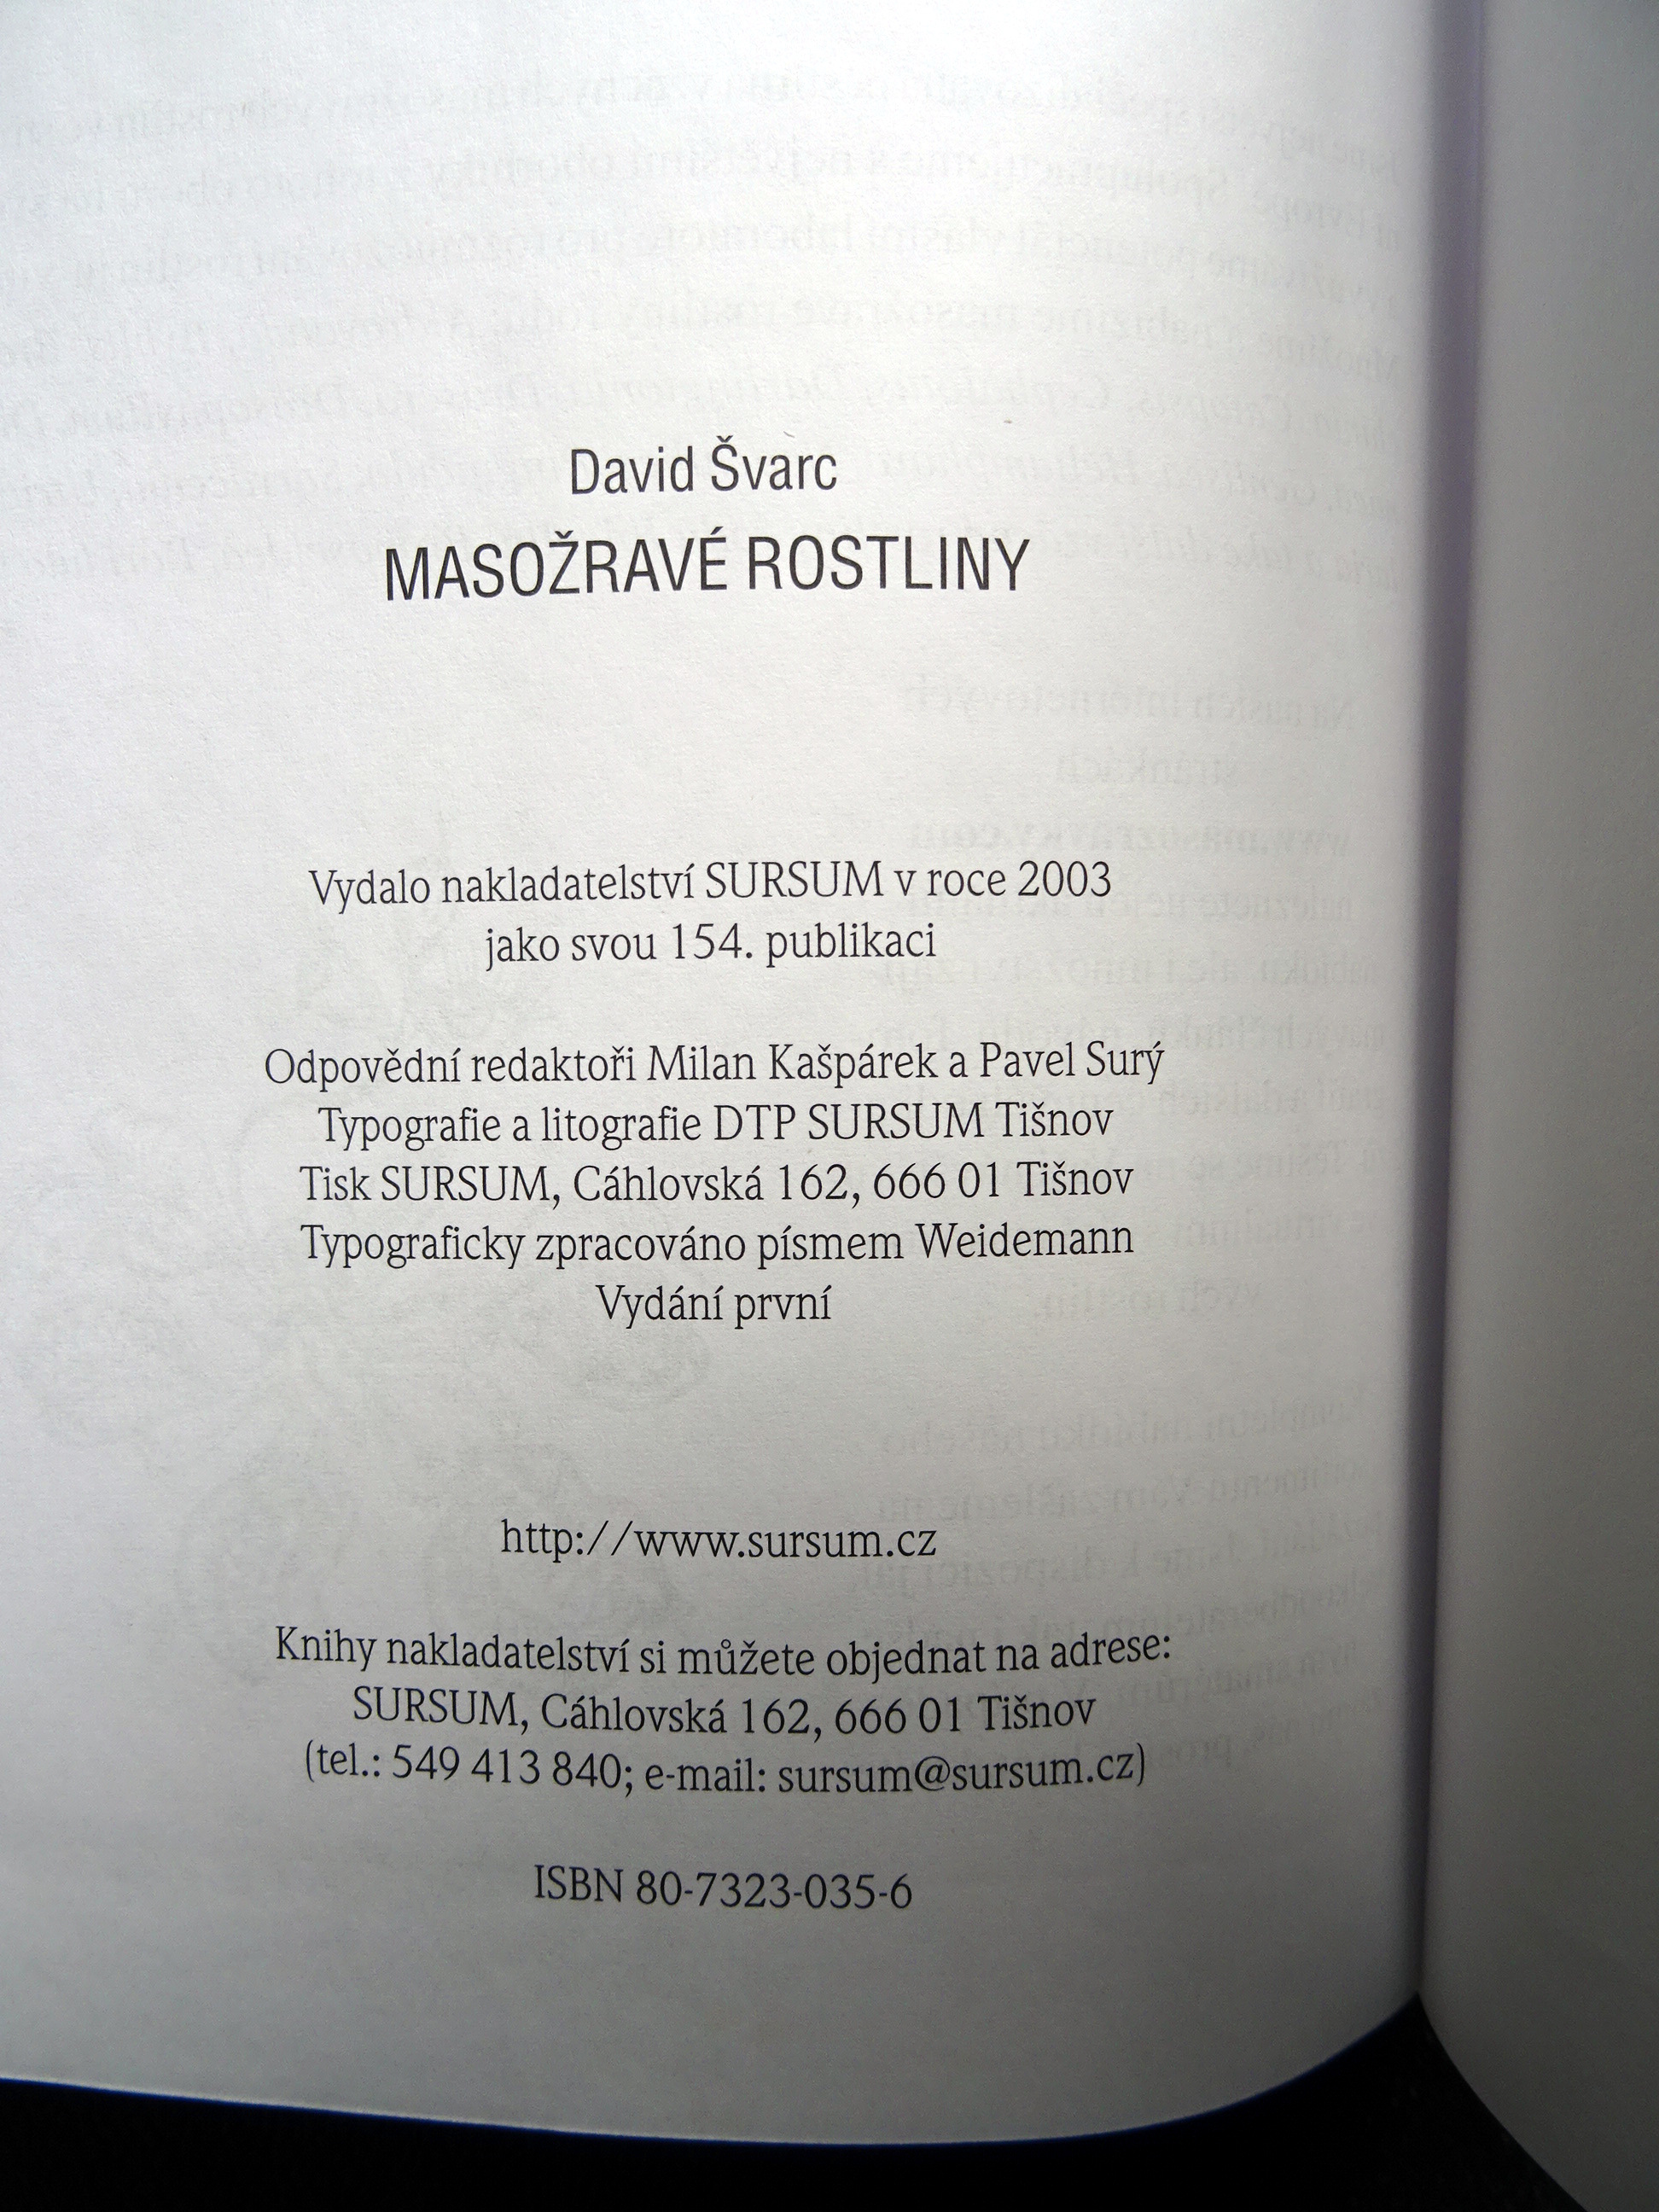 David Švarc
MASOŽRAVÉ ROSTLINY
Vydalo nakladatelství SURSUM v roce 2003
jako svou 154. publikaci
Odpovědní redaktoři Milan Kašpárek a Pavel Surý
Typografie a litografie DTP SURSUM Tišnov
Tisk SURSUM, Cáhlovská 162, 666 01 Tišnov
Typograficky zpracováno písmem Weidemann
Vydání první
http://www.sursum.cz
Knihy nakladatelství si můžete objednat na adrese:
SURSUM, Cáhlovská 162, 666 01 Tišnov
(tel.: 549 413 840; e-mail: sursum@sursum.cz)
ISBN 80-7323-035-6